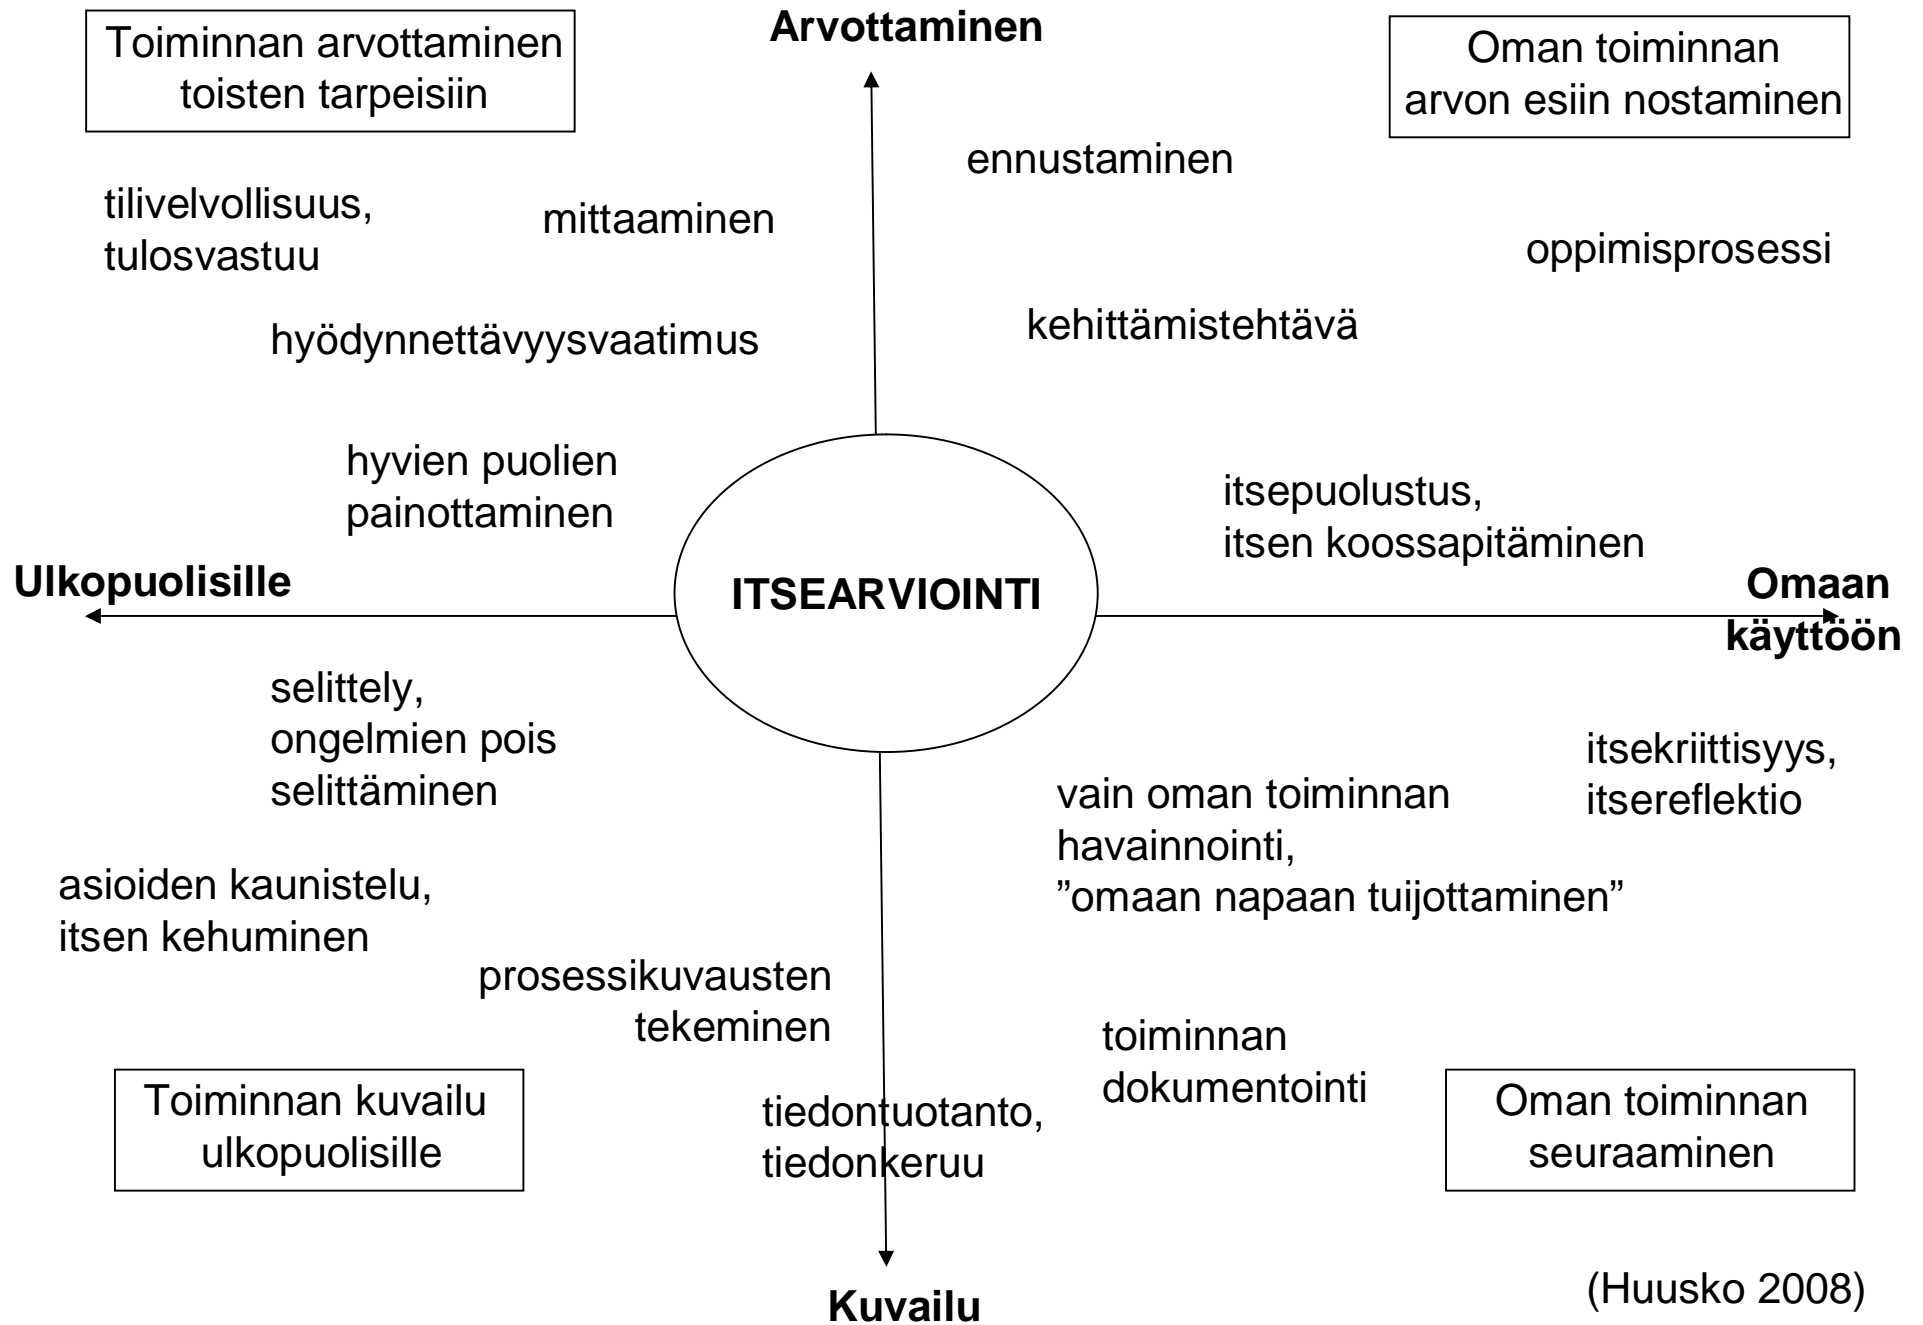 Arvottaminen
Toiminnan arvottaminen
toisten tarpeisiin
Oman toiminnan
arvon esiin nostaminen
ennustaminen
tilivelvollisuus,
tulosvastuu
mittaaminen
oppimisprosessi
hyödynnettävyysvaatimus
kehittämistehtävä
hyvien puolien
painottaminen
itsepuolustus,
itsen koossapitäminen
Ulkopuolisille
ITSEARVIOINTI
Omaan
käyttöön
selittely,
ongelmien pois
selittäminen
itsekriittisyys,
itsereflektio
vain oman toiminnan
havainnointi,
”omaan napaan tuijottaminen”
asioiden kaunistelu,
itsen kehuminen
prosessikuvausten
tekeminen
toiminnan
dokumentointi
Toiminnan kuvailu
ulkopuolisille
tiedontuotanto,
tiedonkeruu
Oman toiminnan
seuraaminen
(Huusko 2008)
Kuvailu